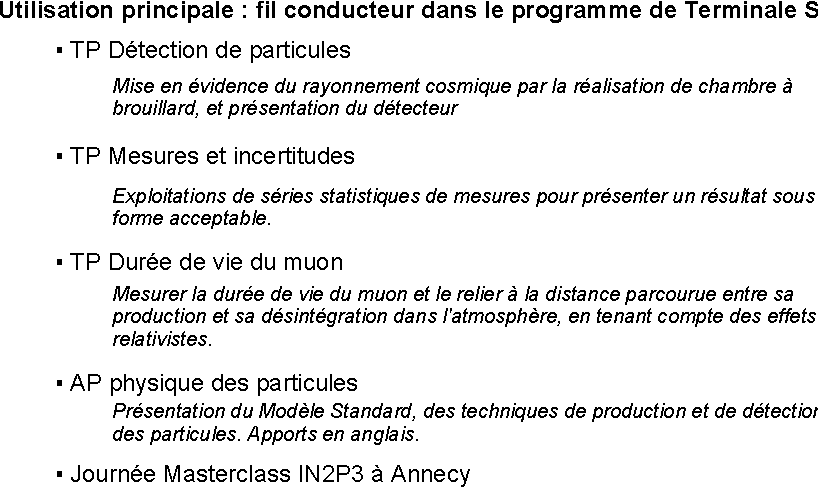 Utilisation principale : fil conducteur dans le programme de Terminale S
▪ TP Détection de particules
Mise en évidence du rayonnement cosmique par la réalisation de chambre à
brouillard, et présentation du détecteur
▪ TP Mesures et incertitudes
Exploitations de séries statistiques de mesures pour présenter un résultat sous
forme acceptable.
▪ TP Durée de vie du muon
Mesurer la durée de vie du muon et le relier à la distance parcourue entre sa
production et sa désintégration dans l'atmosphère, en tenant compte des effets
relativistes.
▪ AP physique des particules
Présentation du Modèle Standard, des techniques de production et de détection
des particules. Apports en anglais.
▪ Journée Masterclass IN2P3 à Annecy